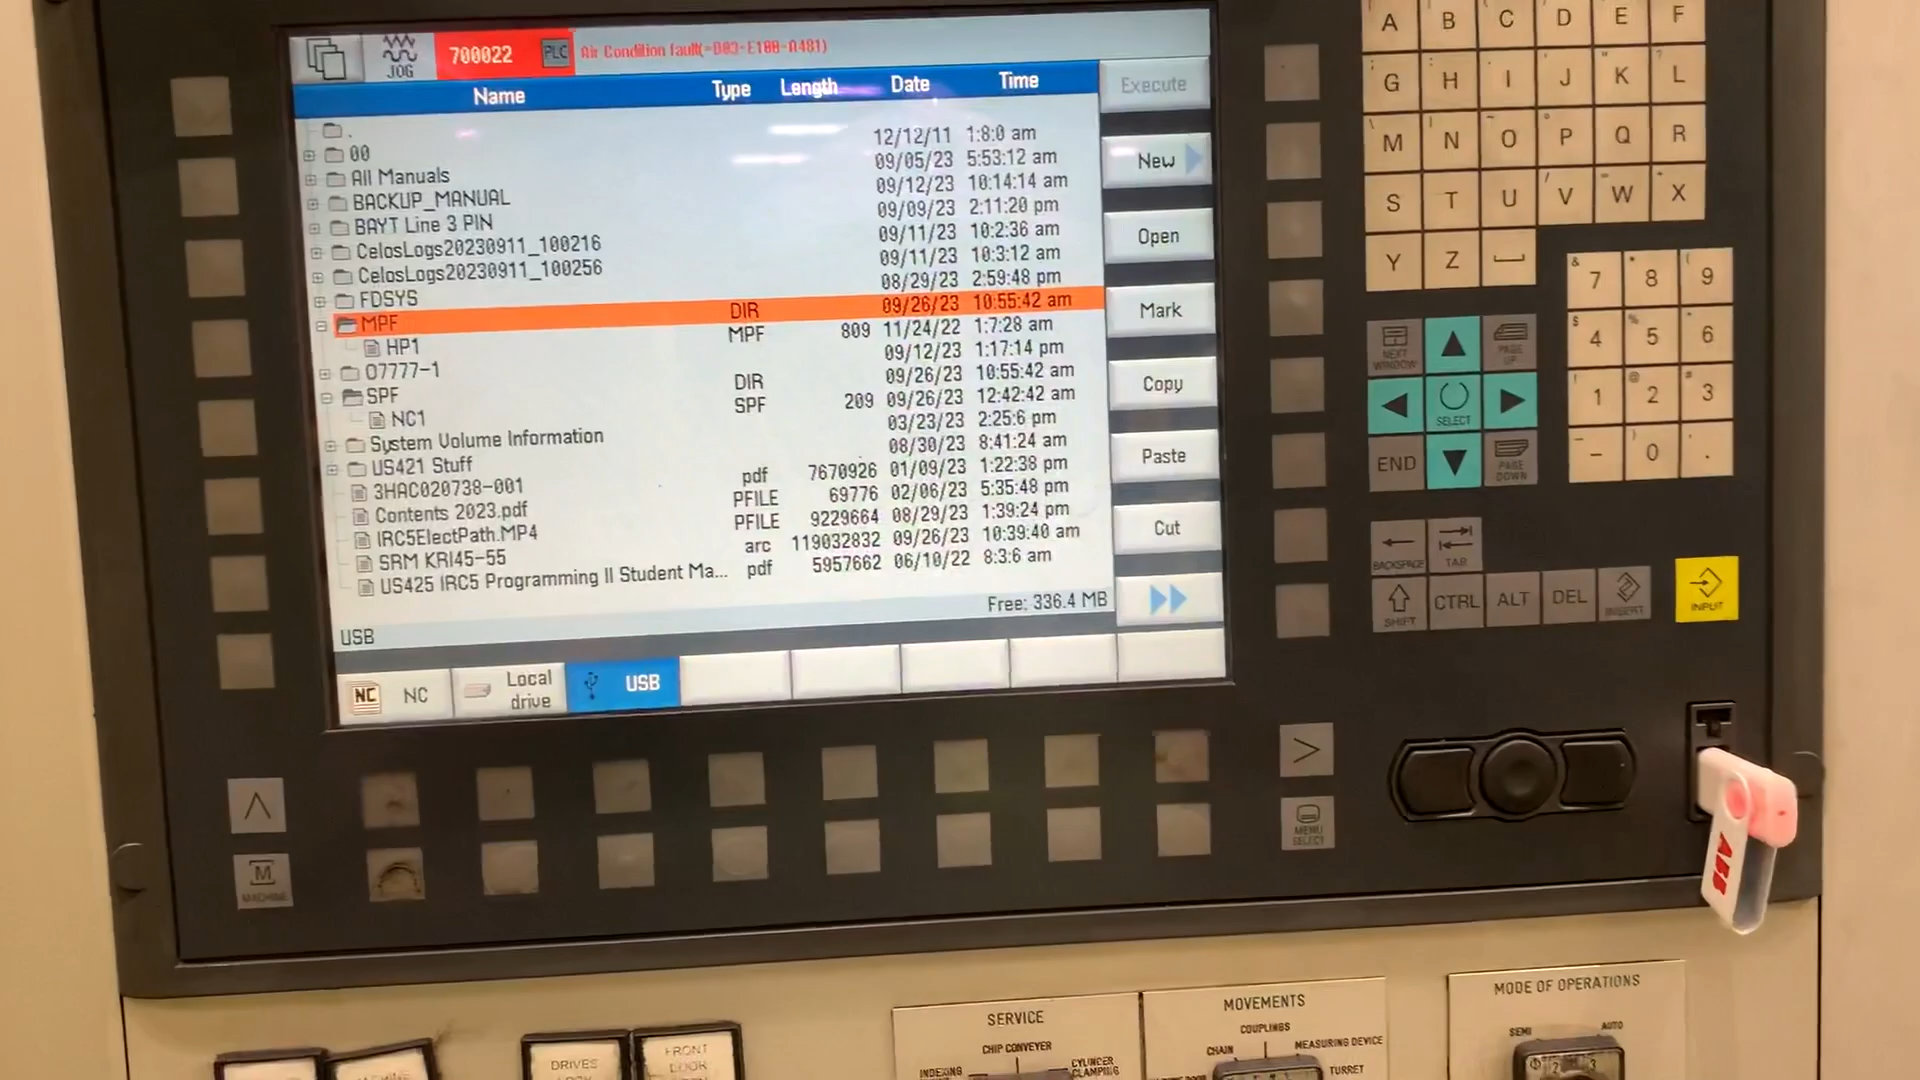 JOG 700022 PLC Air Condition fault(=D03-E100-A481)
Name Type Length Date Time
. 12/12/11 1:8:0 am
00 09/05/23 5:53:12 am
All Manuals 09/12/23 10:14:14 am
BACKUP_MANUAL 09/09/23 2:11:20 pm
BAYT Line 3 PIN 09/11/23 10:2:36 am
CelosLogs20230911_100216 09/11/23 10:3:12 am
CelosLogs20230911_100256 08/29/23 2:59:48 pm
FDSYS
MPF DIR 09/26/23 10:55:42 am
HP1 MPF 809 11/24/22 1:7:28 am
O7777-1 09/12/23 1:17:14 pm
SPF DIR 09/26/23 10:55:42 am
NC1 SPF 209 09/26/23 12:42:42 am
System Volume Information 03/23/23 2:25:6 pm
US421 Stuff 08/30/23 8:41:24 am
3HAC020738-001 pdf 7670926 01/09/23 1:22:38 pm
Contents 2023.pdf PFILE 69776 02/06/23 5:35:48 pm
IRC5ElectPath.MP4 PFILE 9229664 08/29/23 1:39:24 pm
SRM KRI45-55 arc 119032832 09/26/23 10:39:40 am
US425 IRC5 Programming II Student Ma... pdf 5957662 06/10/22 8:3:6 am
Free: 336.4 MB
USB
NC NC
Local drive
USB
Execute
New
Open
Mark
Copy
Paste
Cut
A B C D E F
G H I J K L
M N O P Q R
S T U V W X
Y Z
7 8 9
4 5 6
1 2 3
- 0 .
NEXT WINDOW
PAGE UP
SELECT
END
PAGE DOWN
BACKSPACE TAB
SHIFT CTRL ALT DEL INSERT
INPUT
MENU SELECT
M
MACHINE
ABB
SERVICE
CHIP CONVEYER
INDEXING
CYLINDER CLAMPING
MOVEMENTS
COUPLINGS
CHAIN
MEASURING DEVICE
TURRET
MODE OF OPERATIONS
SEMI AUTO
2 3
DRIVES
FRONT DOOR